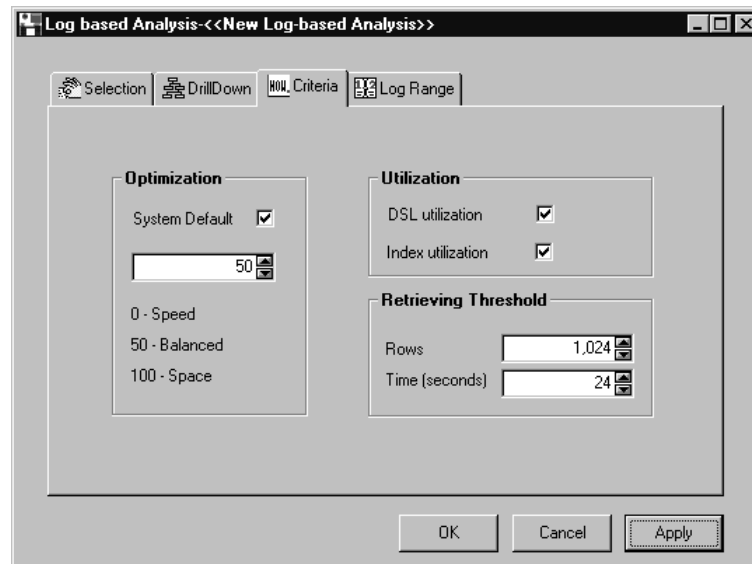 Log based Analysis-<<New Log-based Analysis>>
Selection
DrillDown
HOW. Criteria
Log Range
Optimization
System Default
50
0 - Speed
50 - Balanced
100 - Space
Utilization
DSL utilization
Index utilization
Retrieving Threshold
Rows 1,024
Time (seconds) 24
OK
Cancel
Apply